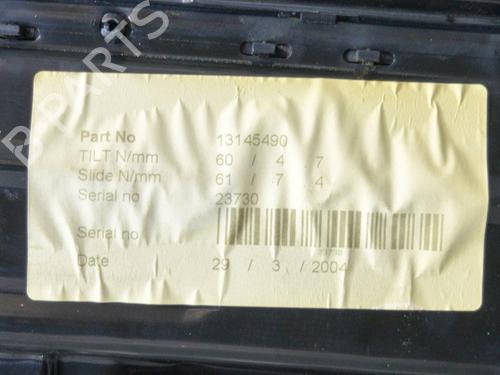 B PARTS
Part No 13145490
TILT N/mm 60 / 4 7
Slide N/mm 61 / 7 4
Serial no 23730
Serial no
23730
Date 29 / 3 / 2004